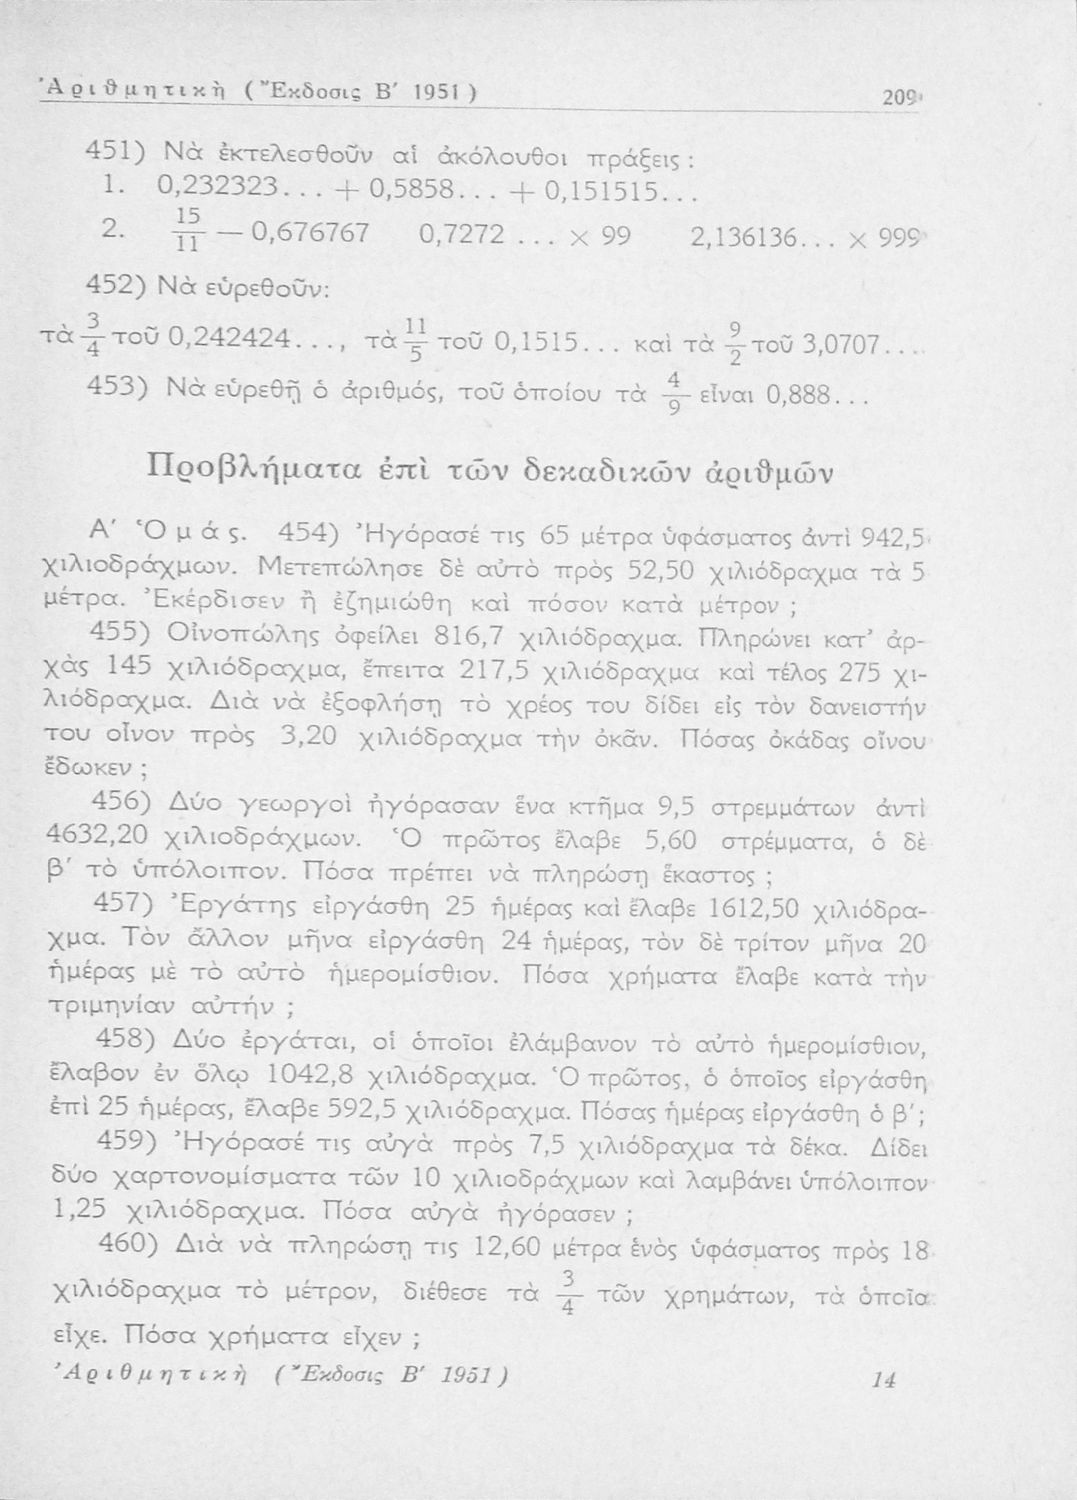 Ἀριθμητικὴ (Ἔκδοσις Β′ 1951) 209
451) Νὰ ἐκτελεσθοῦν αἱ ἀκόλουθοι πράξεις :
1. 0,232323... + 0,5858... + 0,151515...
2. 15/11 — 0,676767 0,7272 ... × 99 2,136136... × 999
452) Νὰ εὑρεθοῦν:
τὰ 3/4 τοῦ 0,242424..., τὰ 11/5 τοῦ 0,1515... καὶ τὰ 9/2 τοῦ 3,0707....
453) Νὰ εὑρεθῇ ὁ ἀριθμός, τοῦ ὁποίου τὰ 4/9 εἶναι 0,888...
Προβλήματα ἐπὶ τῶν δεκαδικῶν ἀριθμῶν
Α′ Ὁμάς. 454) Ἠγόρασέ τις 65 μέτρα ὑφάσματος ἀντὶ 942,5
χιλιοδράχμων. Μετεπώλησε δὲ αὐτὸ πρὸς 52,50 χιλιόδραχμα τὰ 5
μέτρα. Ἐκέρδισεν ἢ ἐζημιώθη καὶ πόσον κατὰ μέτρον ;
455) Οἰνοπώλης ὀφείλει 816,7 χιλιόδραχμα. Πληρώνει κατ’ ἀρ-
χὰς 145 χιλιόδραχμα, ἔπειτα 217,5 χιλιόδραχμα καὶ τέλος 275 χι-
λιόδραχμα. Διὰ νὰ ἐξοφλήσῃ τὸ χρέος του δίδει εἰς τὸν δανειστήν
του οἶνον πρὸς 3,20 χιλιόδραχμα τὴν ὀκᾶν. Πόσας ὀκάδας οἴνου
ἔδωκεν ;
456) Δύο γεωργοὶ ἠγόρασαν ἕνα κτῆμα 9,5 στρεμμάτων ἀντὶ
4632,20 χιλιοδράχμων. Ὁ πρῶτος ἔλαβε 5,60 στρέμματα, ὁ δὲ
β′ τὸ ὑπόλοιπον. Πόσα πρέπει νὰ πληρώσῃ ἕκαστος ;
457) Ἐργάτης εἰργάσθη 25 ἡμέρας καὶ ἔλαβε 1612,50 χιλιόδρα-
χμα. Τὸν ἄλλον μῆνα εἰργάσθη 24 ἡμέρας, τὸν δὲ τρίτον μῆνα 20
ἡμέρας μὲ τὸ αὐτὸ ἡμερομίσθιον. Πόσα χρήματα ἔλαβε κατὰ τὴν
τριμηνίαν αὐτήν ;
458) Δύο ἐργάται, οἱ ὁποῖοι ἐλάμβανον τὸ αὐτὸ ἡμερομίσθιον,
ἔλαβον ἐν ὅλῳ 1042,8 χιλιόδραχμα. Ὁ πρῶτος, ὁ ὁποῖος εἰργάσθη
ἐπὶ 25 ἡμέρας, ἔλαβε 592,5 χιλιόδραχμα. Πόσας ἡμέρας εἰργάσθη ὁ β′;
459) Ἠγόρασέ τις αὐγὰ πρὸς 7,5 χιλιόδραχμα τὰ δέκα. Δίδει
δύο χαρτονομίσματα τῶν 10 χιλιοδράχμων καὶ λαμβάνει ὑπόλοιπον
1,25 χιλιόδραχμα. Πόσα αὐγὰ ἠγόρασεν ;
460) Διὰ νὰ πληρώσῃ τις 12,60 μέτρα ἑνὸς ὑφάσματος πρὸς 18
χιλιόδραχμα τὸ μέτρον, διέθεσε τὰ 3/4 τῶν χρημάτων, τὰ ὁποῖα
εἶχε. Πόσα χρήματα εἶχεν ;
Ἀριθμητικὴ (Ἔκδοσις Β′ 1951) 14